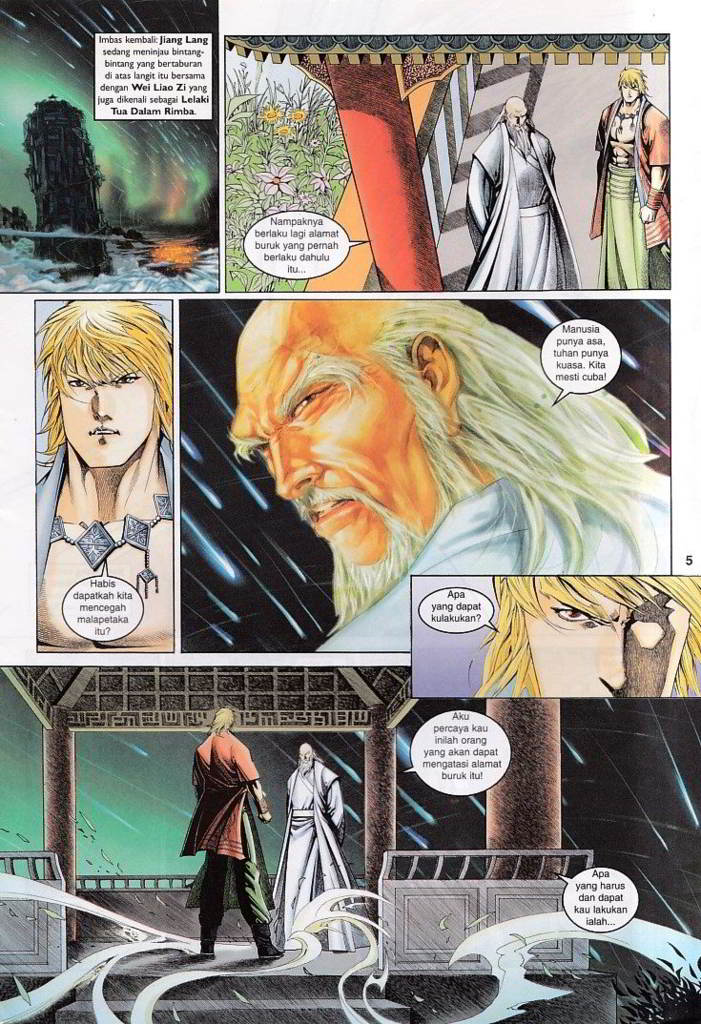 Imbas kembali: Jiang Lang
sedang meninjau bintang-
bintang yang bertaburan
di atas langit itu bersama
dengan Wei Liao Zi yang
juga dikenali sebagai Lelaki
Tua Dalam Rimba.
Nampaknya
berlaku lagi alamat
buruk yang pernah
berlaku dahulu
itu...
Habis
dapatkah kita
mencegah
malapetaka
itu?
Manusia
punya asa,
tuhan punya
kuasa. Kita
mesti cuba!
5
Apa
yang dapat
kulakukan?
Aku
percaya kau
inilah orang
yang akan dapat
mengatasi alamat
buruk itu!
Apa
yang harus
dan dapat
kau lakukan
ialah...